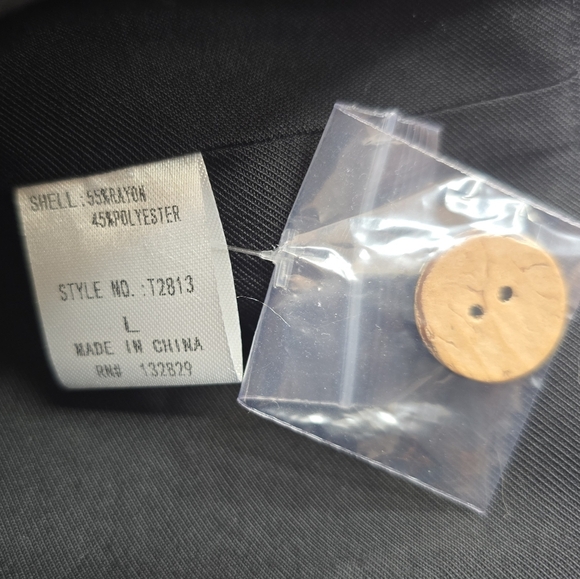 SHELL:55%RAYON
45%POLYESTER
STYLE NO.:T2813
L
MADE IN CHINA
RN# 132829